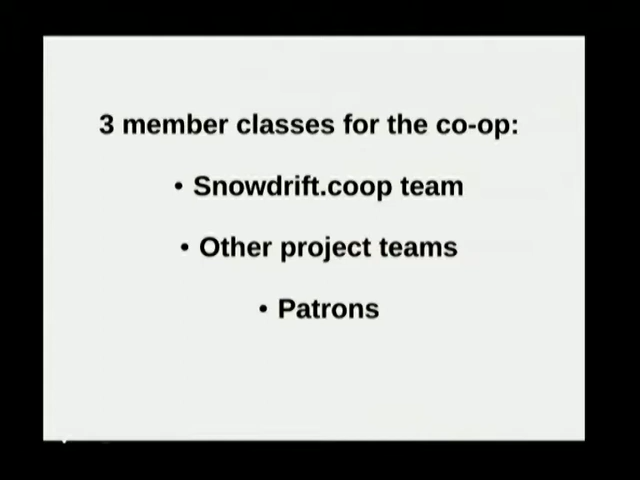 3 member classes for the co-op:
• Snowdrift.coop team
• Other project teams
• Patrons